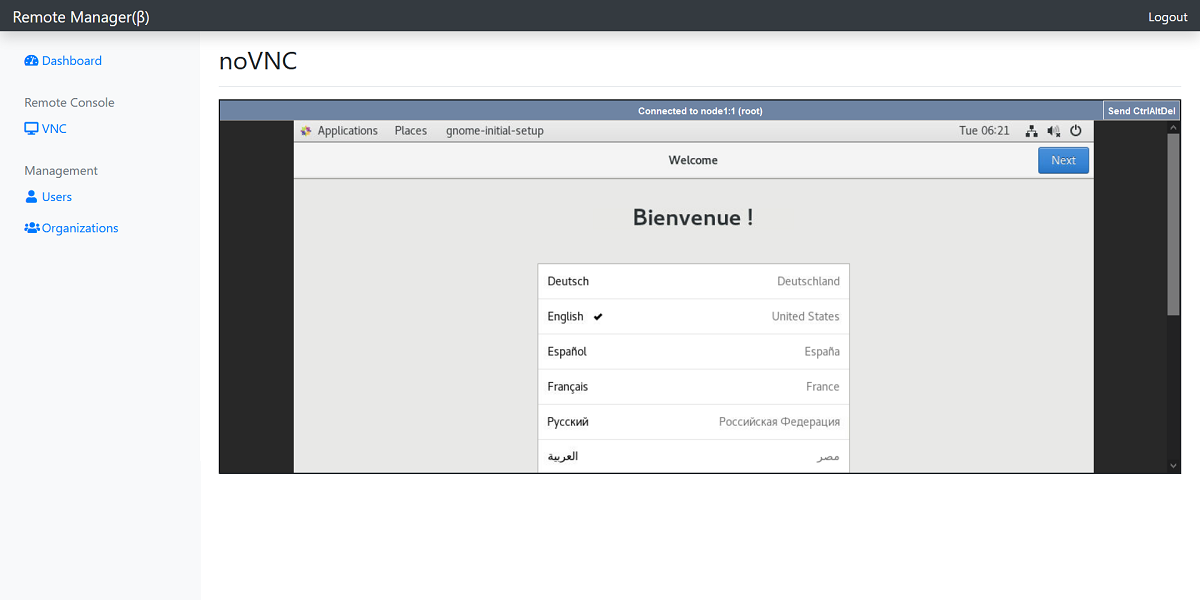 Remote Manager(β)
Logout
Dashboard
Remote Console
VNC
Management
Users
Organizations
noVNC
Connected to node1:1 (root)
Send CtrlAltDel
Applications Places gnome-initial-setup Tue 06:21
Welcome
Next
Bienvenue !
Deutsch Deutschland
English United States
Español España
Français France
Русский Российская Федерация
العربية مصر